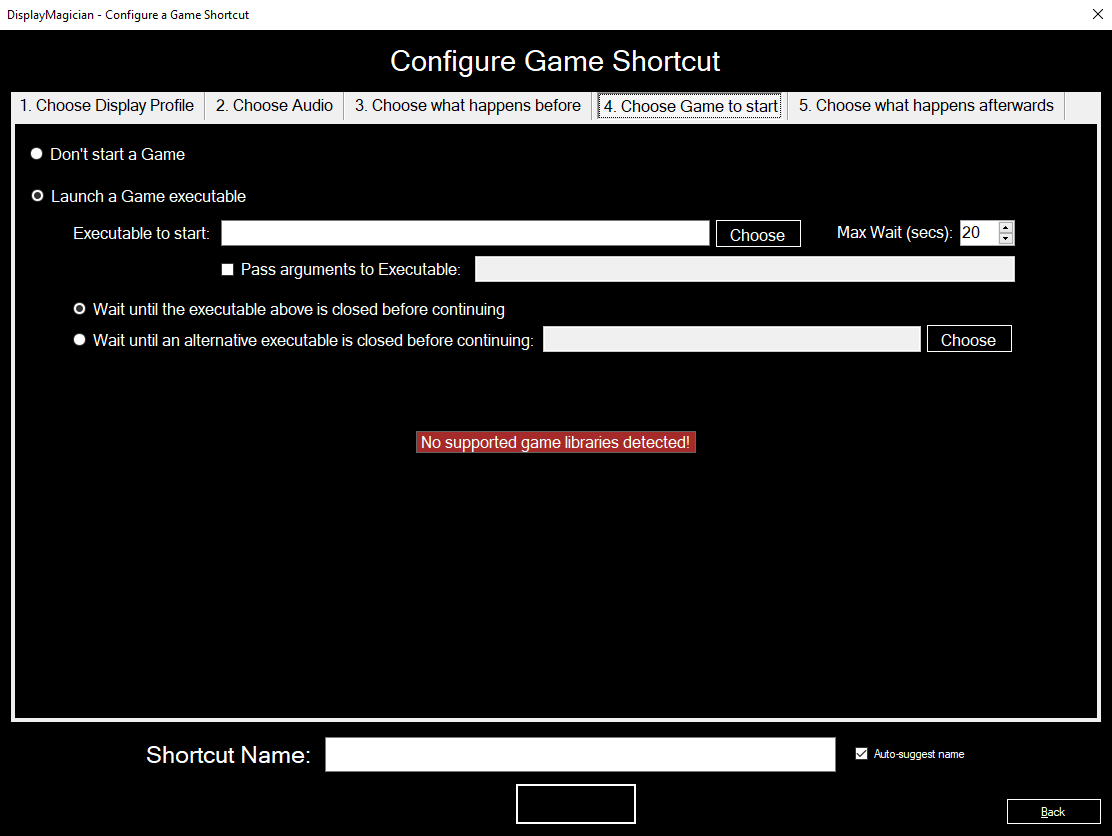 DisplayMagician - Configure a Game Shortcut
Configure Game Shortcut
1. Choose Display Profile 2. Choose Audio 3. Choose what happens before 4. Choose Game to start 5. Choose what happens afterwards
Don't start a Game
Launch a Game executable
Executable to start: Choose Max Wait (secs): 20
Pass arguments to Executable:
Wait until the executable above is closed before continuing
Wait until an alternative executable is closed before continuing: Choose
No supported game libraries detected!
Shortcut Name: Auto-suggest name
Back